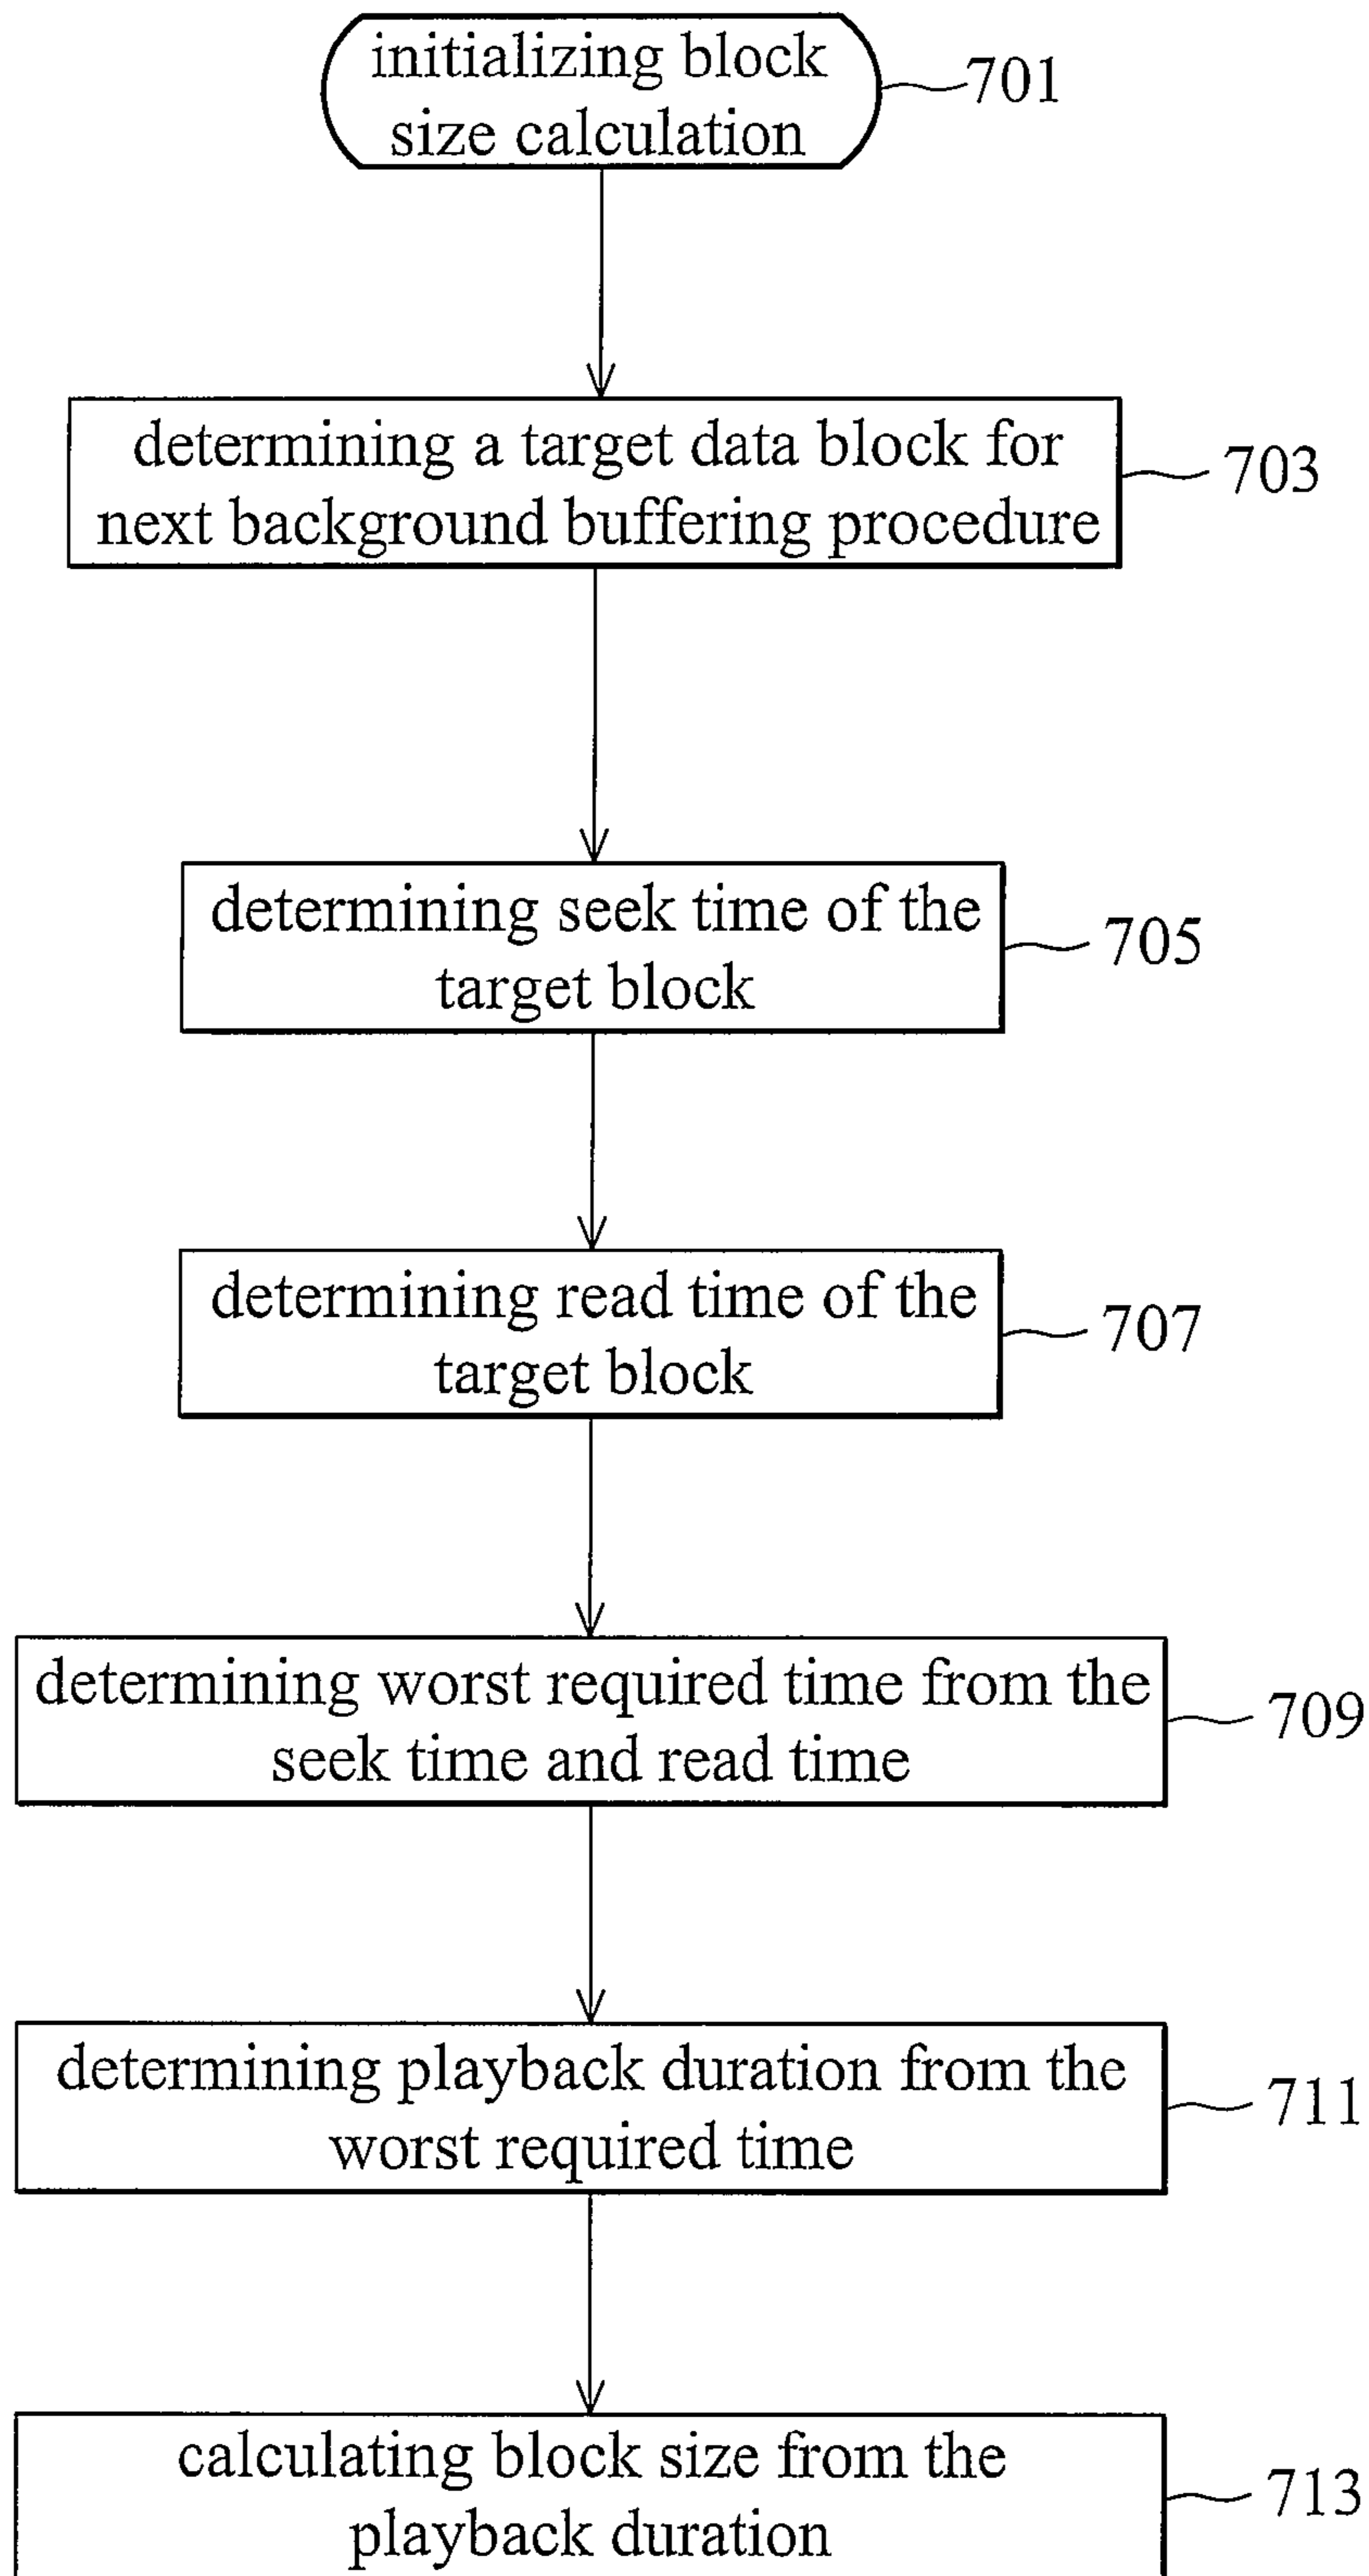 initializing block
size calculation
701
determining a target data block for
next background buffering procedure
703
determining seek time of the
target block
705
determining read time of the
target block
707
determining worst required time from the
seek time and read time
709
determining playback duration from the
worst required time
711
calculating block size from the
playback duration
713